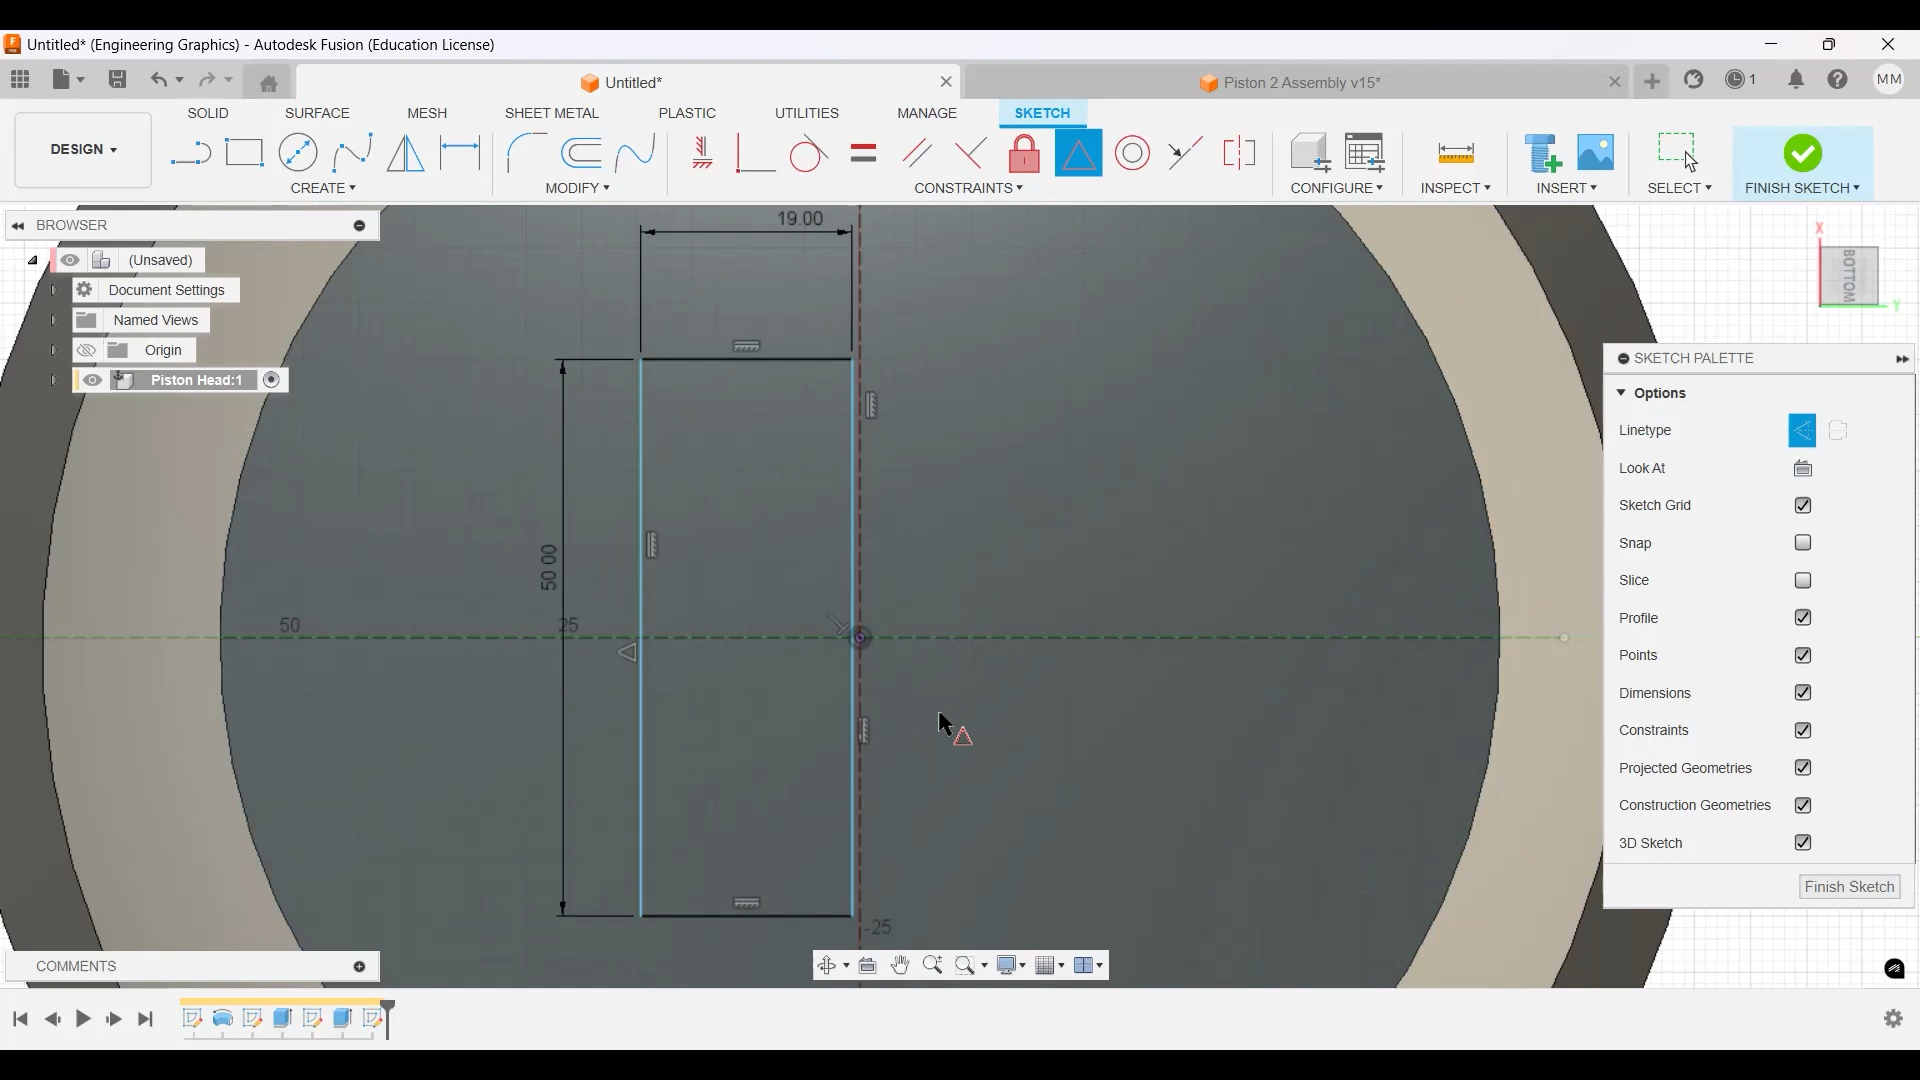 Untitled* (Engineering Graphics) - Autodesk Fusion (Education License)
Untitled*
Piston 2 Assembly v15*
1
MM
DESIGN
SOLID
SURFACE
MESH
SHEET METAL
PLASTIC
UTILITIES
MANAGE
SKETCH
CREATE
MODIFY
CONSTRAINTS
CONFIGURE
INSPECT
INSERT
SELECT
FINISH SKETCH
BROWSER
(Unsaved)
Document Settings
Named Views
Origin
Piston Head:1
19.00
50.00
50
25
-25
X
BOTTOM
Y
SKETCH PALETTE
Options
Linetype
Look At
Sketch Grid
Snap
Slice
Profile
Points
Dimensions
Constraints
Projected Geometries
Construction Geometries
3D Sketch
Finish Sketch
COMMENTS